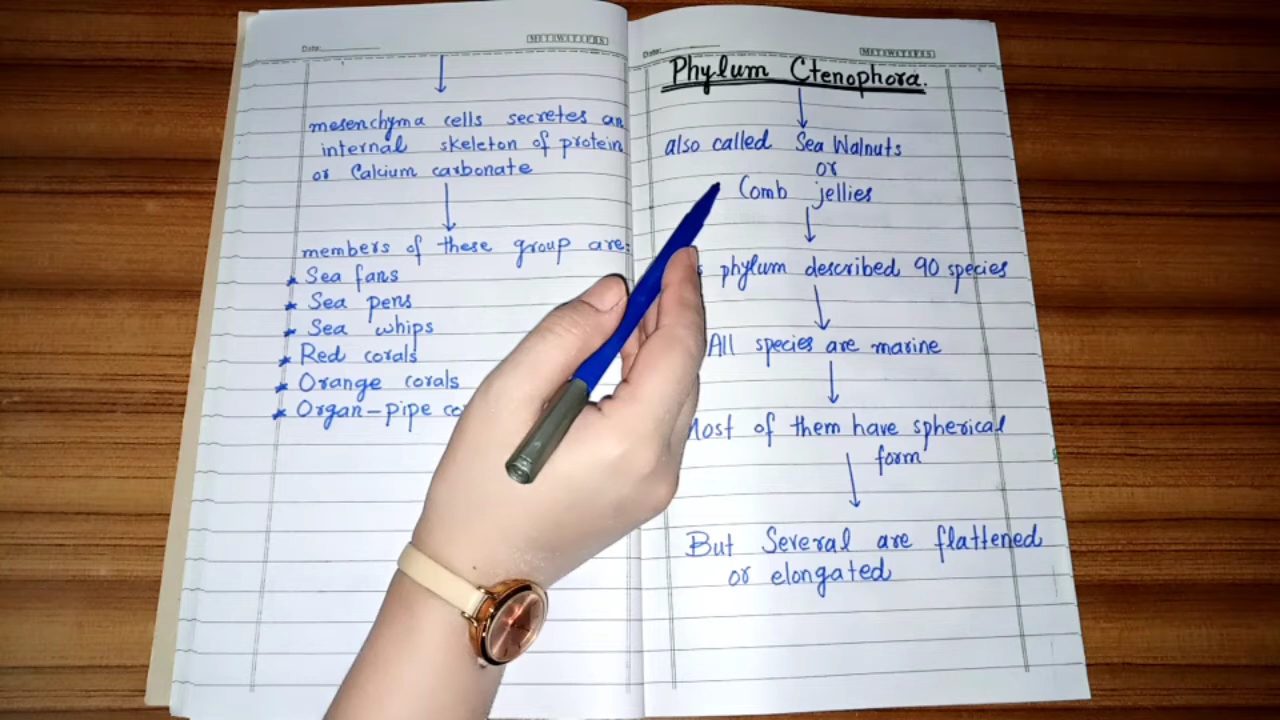 Date:
M T W T F S S
mesenchyma cells secretes an
internal skeleton of protein
or Calcium carbonate
members of these group are:
* Sea fans
* Sea pens
* Sea whips
* Red corals
* Orange corals
* Organ-pipe
Date:
M T W T F S S
Phylum Ctenophora.
also called Sea Walnuts
or
Comb jellies
phylum described 90 species
All species are marine
Most of them have spherical
form
But Several are flattened
or elongated